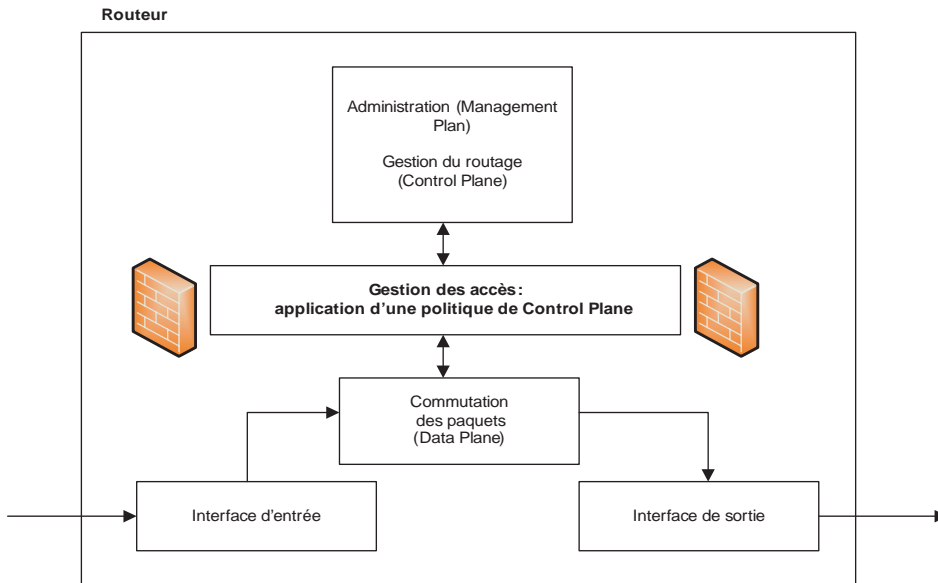 Routeur
Administration (Management
Plan)
Gestion du routage
(Control Plane)
Gestion des accès:
application d'une politique de Control Plane
Commutation
des paquets
(Data Plane)
Interface d'entrée
Interface de sortie